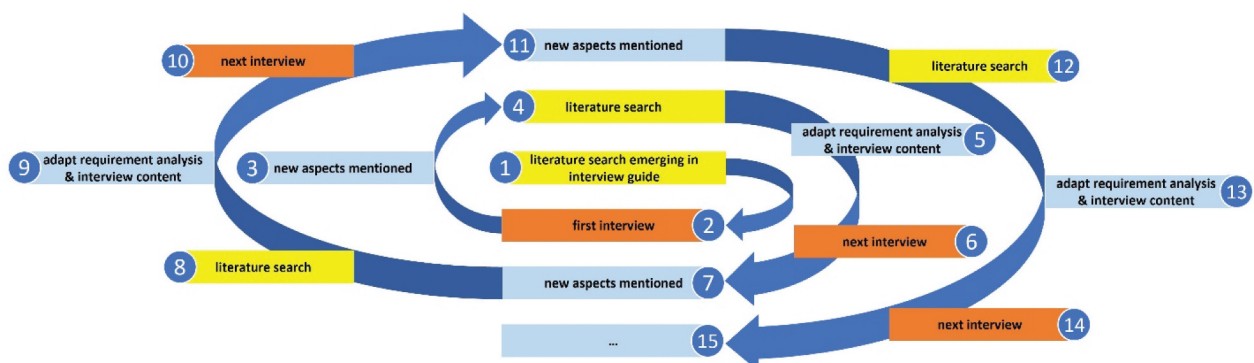 10
next interview
11
new aspects mentioned
literature search
12
4
literature search
adapt requirement analysis
& interview content
5
9
adapt requirement analysis
& interview content
3
new aspects mentioned
1
literature search emerging in
interview guide
adapt requirement analysis
& interview content
13
first interview
2
next interview
6
8
literature search
new aspects mentioned
7
next interview
14
...
15